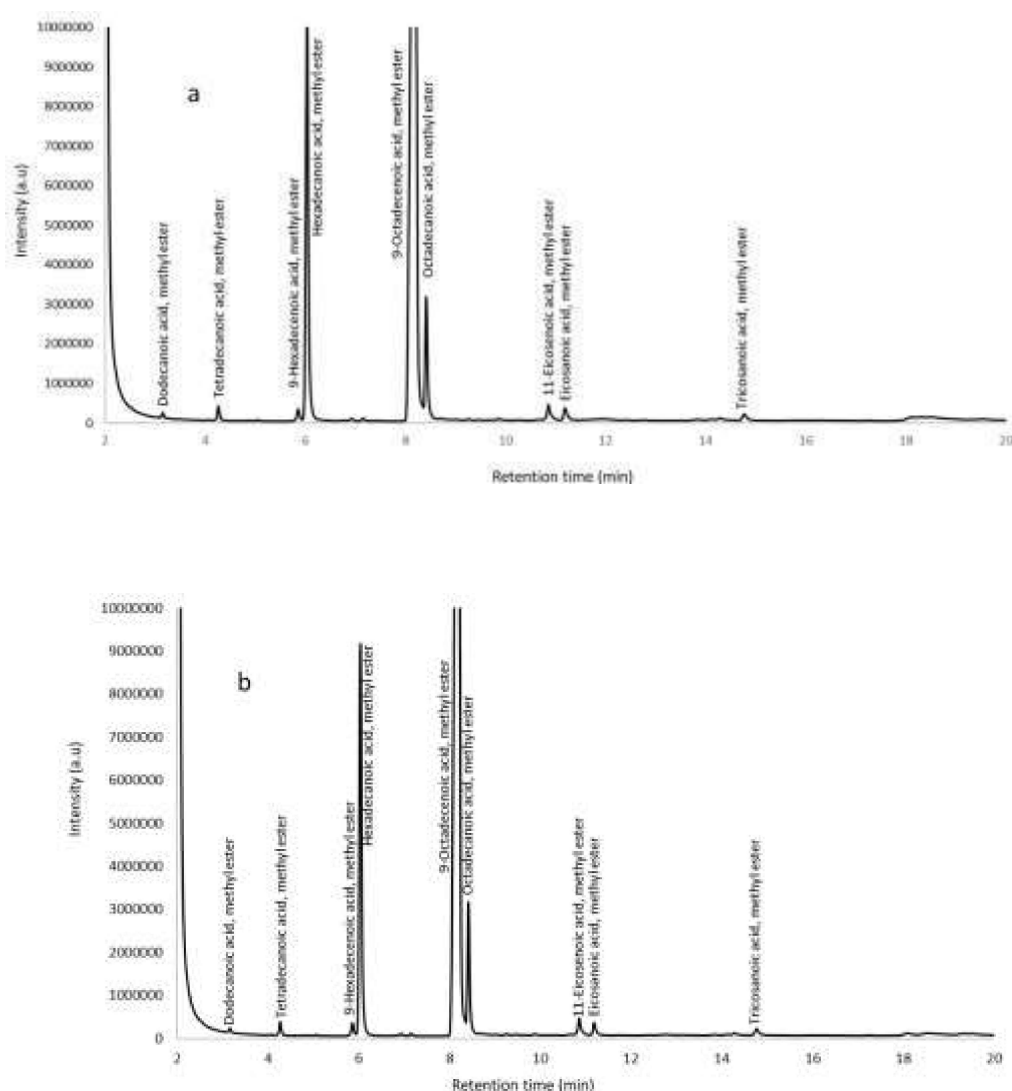 10000000
9000000
8000000
7000000
6000000
5000000
4000000
3000000
2000000
1000000
0
Intensity (a.u)
a
Dodecanoic acid, methyl ester
Tetradecanoic acid, methyl ester
9-Hexadecenoic acid, methyl ester
Hexadecanoic acid, methyl ester
9-Octadecenoic acid, methyl ester
Octadecanoic acid, methyl ester
11-Eicosenoic acid, methyl ester
Eicosanoic acid, methyl ester
Tricosanoic acid, methyl ester
2 4 6 8 10 12 14 16 18 20
Retention time (min)
10000000
9000000
8000000
7000000
6000000
5000000
4000000
3000000
2000000
1000000
0
Intensity (a.u)
b
Dodecanoic acid, methyl ester
Tetradecanoic acid, methyl ester
9-Hexadecenoic acid, methyl ester
Hexadecanoic acid, methyl ester
9-Octadecenoic acid, methyl ester
Octadecanoic acid, methyl ester
11-Eicosenoic acid, methyl ester
Eicosanoic acid, methyl ester
Tricosanoic acid, methyl ester
2 4 6 8 10 12 14 16 18 20
Retention time (min)